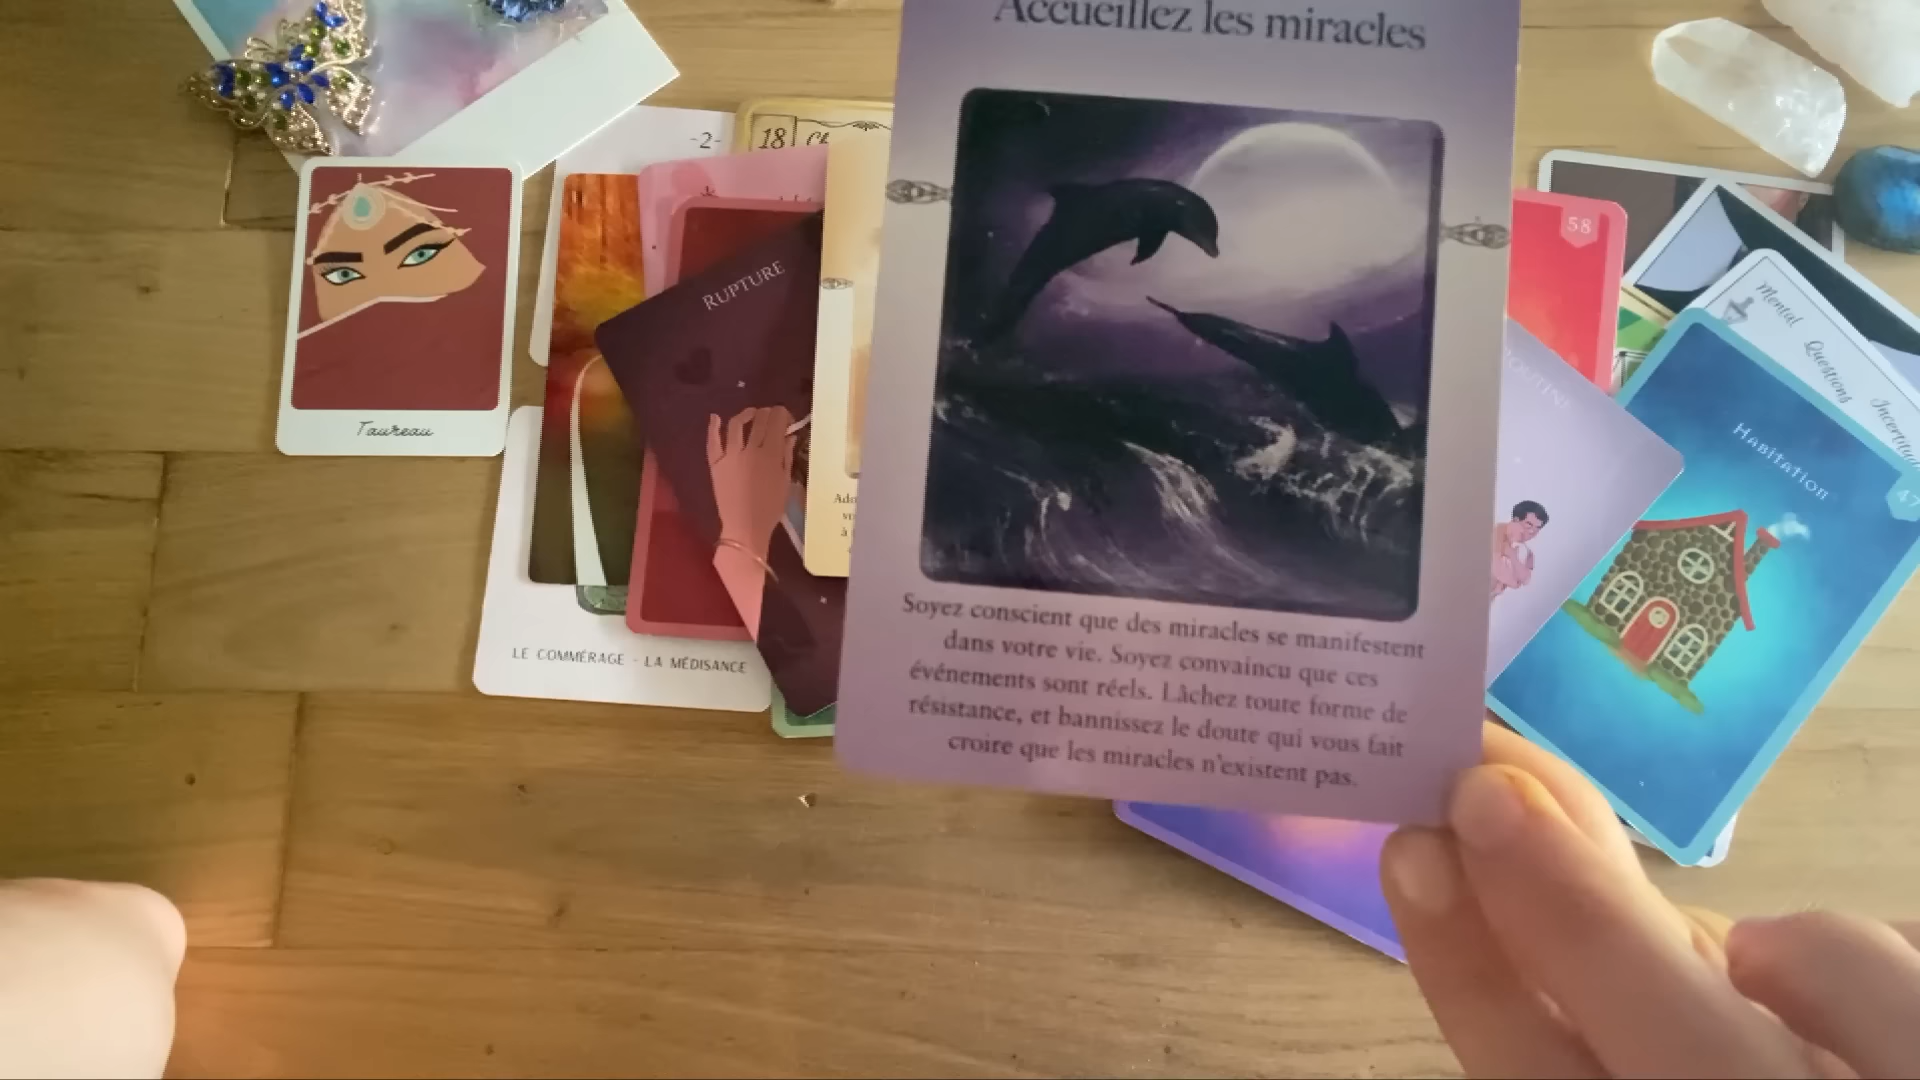 Accueillez les miracles
Soyez conscient que des miracles se manifestent
dans votre vie. Soyez convaincu que ces
événements sont réels. Lâchez toute forme de
résistance, et bannissez le doute qui vous fait
croire que les miracles n'existent pas.
-2-
18
RUPTURE
Taureau
LE COMMÉRAGE - LA MÉDISANCE
58
Mental
Questions
Habitation
47